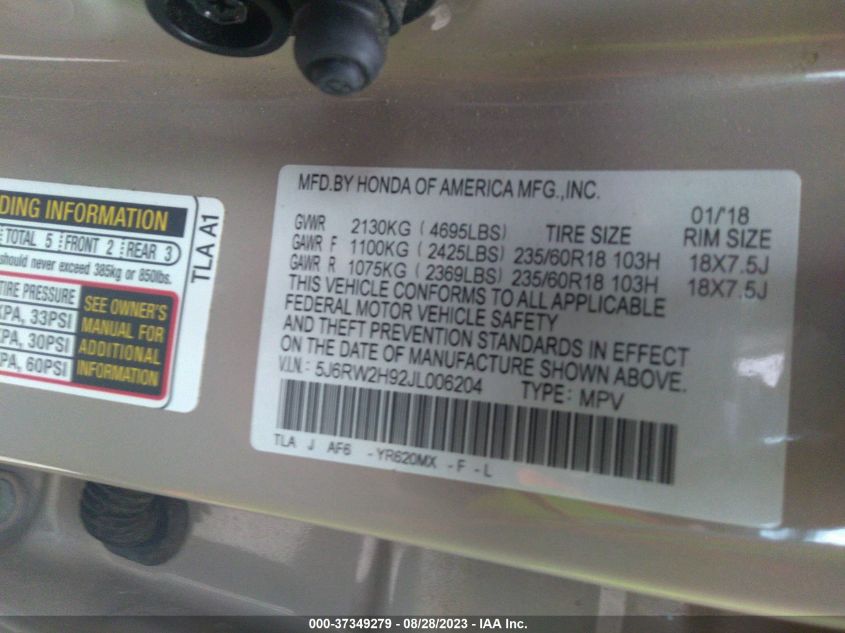 DING INFORMATION
TOTAL 5 FRONT 2 REAR 3
should never exceed 385kg or 850lbs.
TIRE PRESSURE
KPA, 33PSI
KPA, 30PSI
KPA, 60PSI
SEE OWNER'S
MANUAL FOR
ADDITIONAL
INFORMATION
TLA A1
MFD.BY HONDA OF AMERICA MFG.,INC.
01/'18
GVWR 2130KG ( 4695LBS) TIRE SIZE RIM SIZE
GAWR F 1100KG ( 2425LBS) 235/60R18 103H 18X7.5J
GAWR R 1075KG ( 2369LBS) 235/60R18 103H 18X7.5J
THIS VEHICLE CONFORMS TO ALL APPLICABLE
FEDERAL MOTOR VEHICLE SAFETY
AND THEFT PREVENTION STANDARDS IN EFFECT
ON THE DATE OF MANUFACTURE SHOWN ABOVE.
V.I.N.: 5J6RW2H92JL006204 TYPE: MPV
TLA J AF6 -YR620MX -F -L
000-37349279 - 08/28/2023 - IAA Inc.